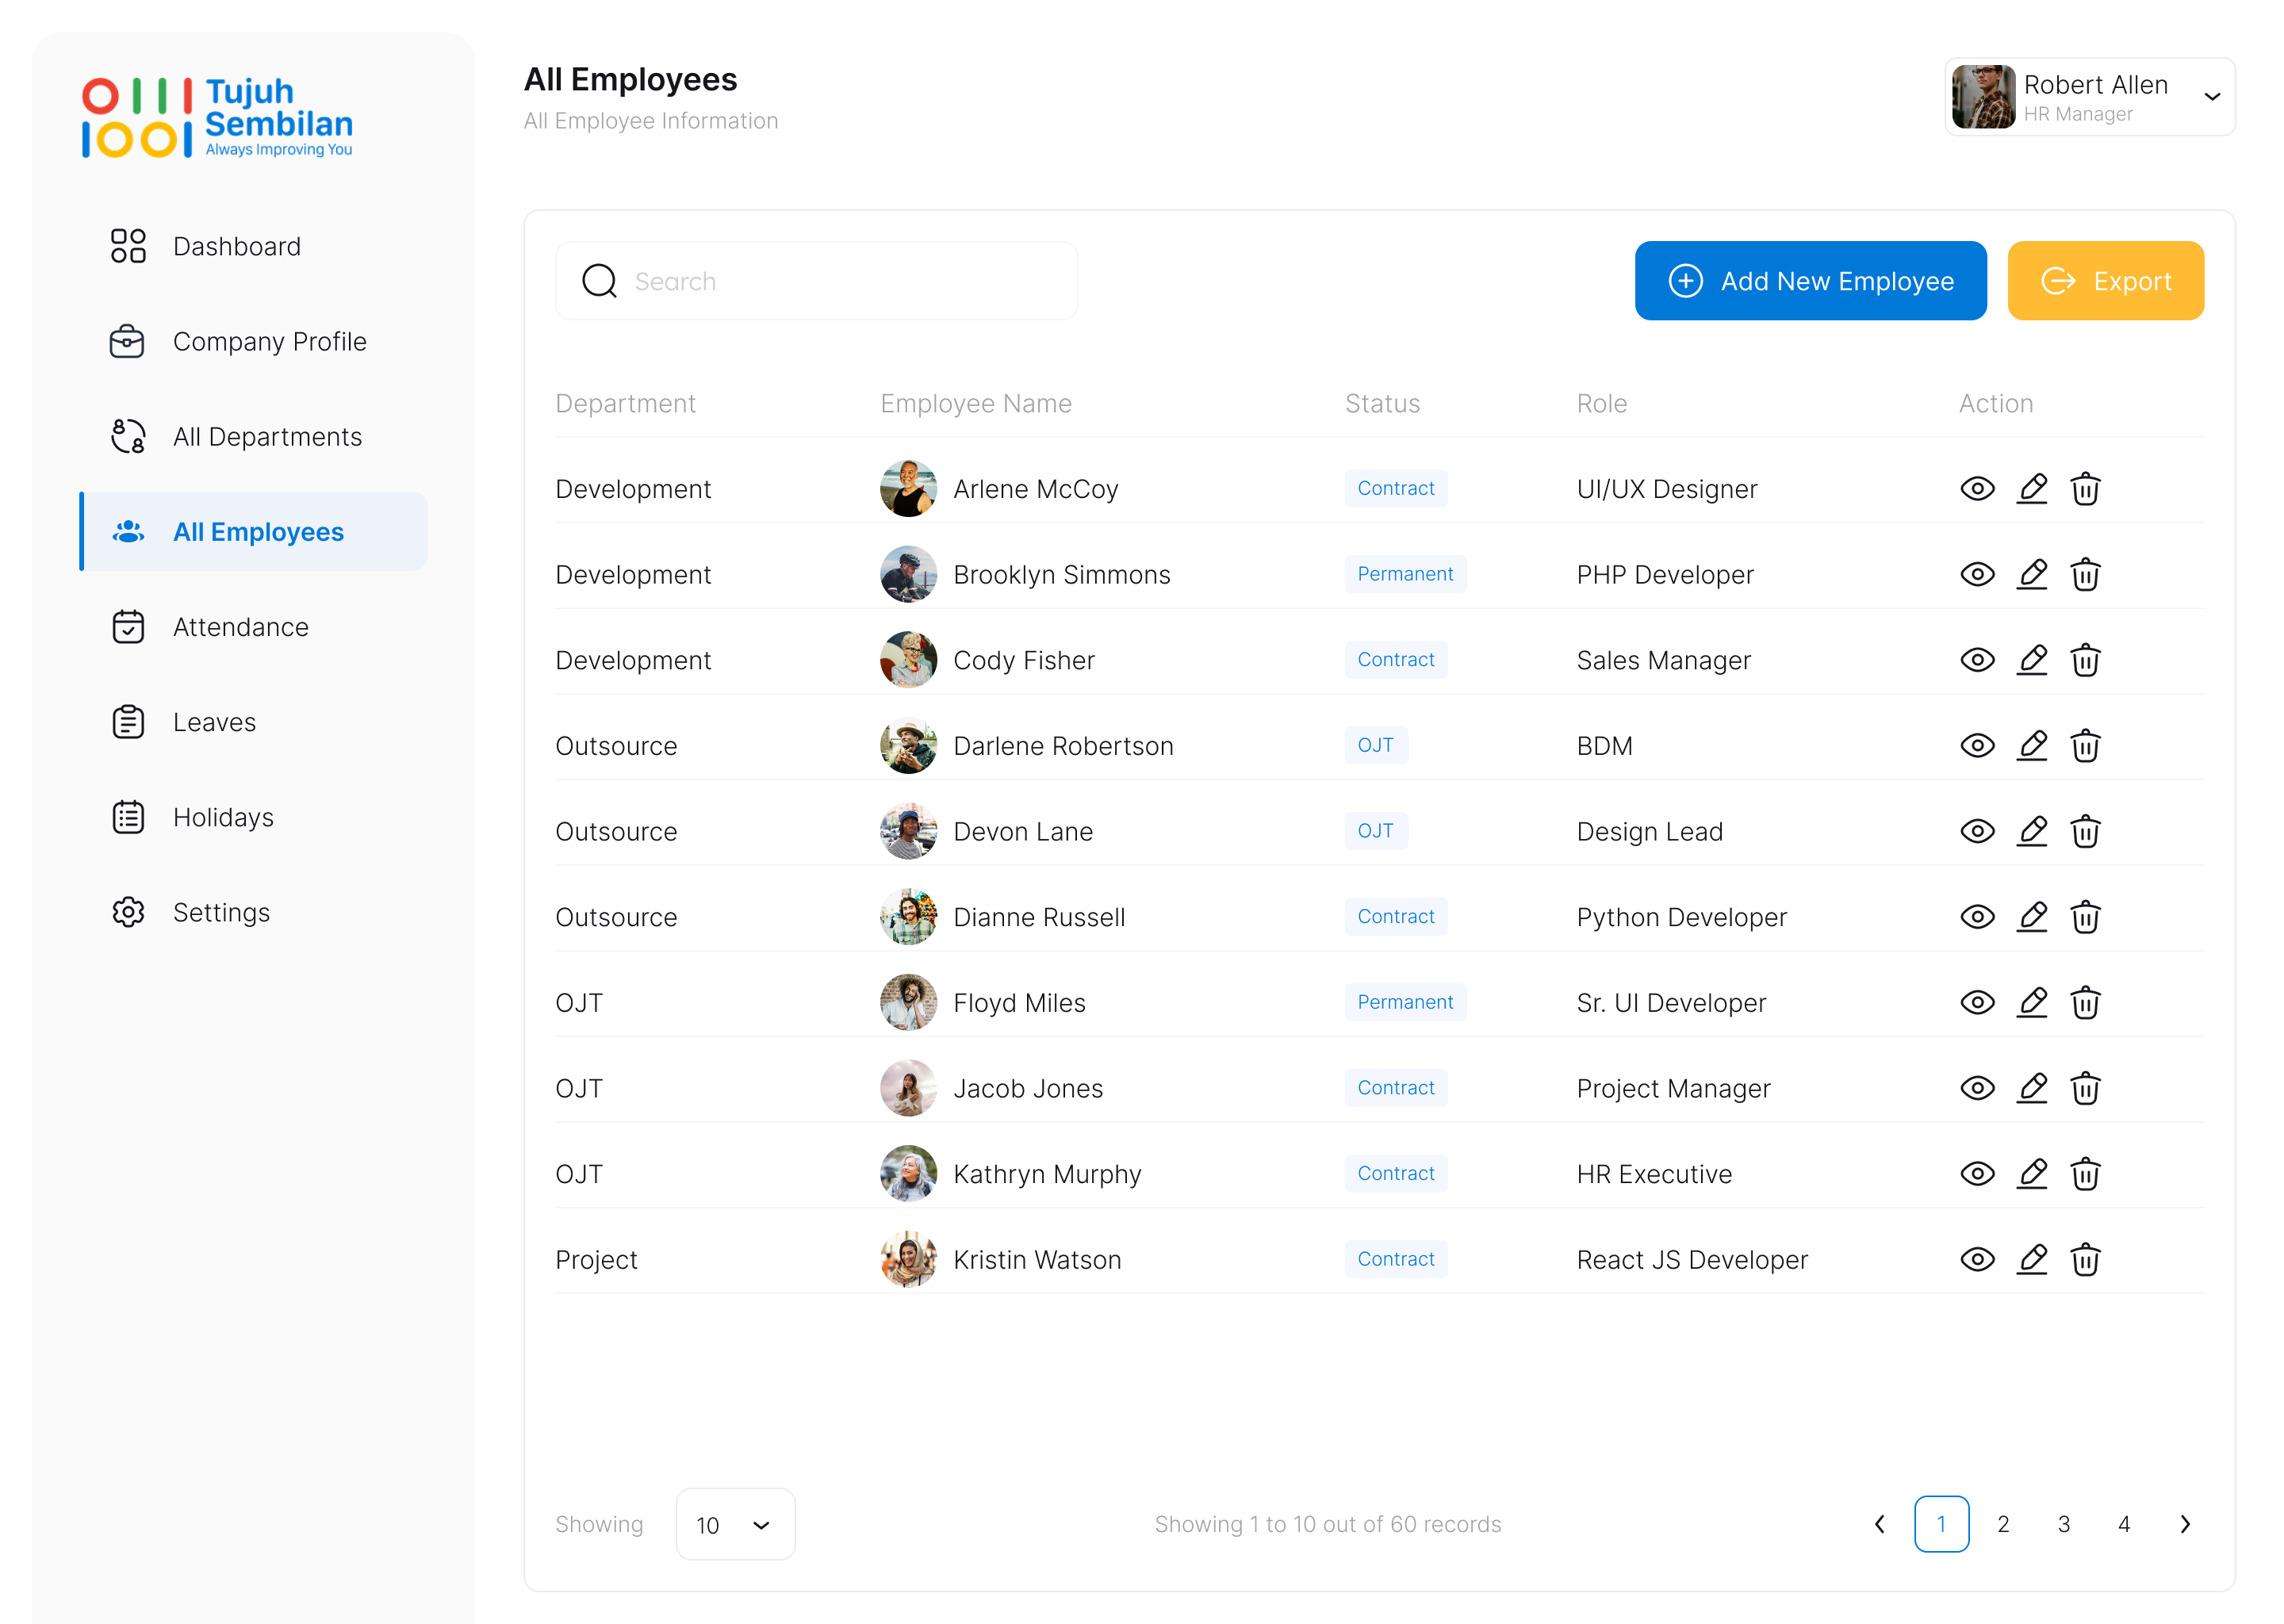 Tujuh
Sembilan
Always Improving You
Dashboard
Company Profile
All Departments
All Employees
Attendance
Leaves
Holidays
Settings
All Employees
All Employee Information
Robert Allen
HR Manager
Search
Add New Employee
Export
Department Employee Name Status Role Action
Development Arlene McCoy Contract UI/UX Designer
Development Brooklyn Simmons Permanent PHP Developer
Development Cody Fisher Contract Sales Manager
Outsource Darlene Robertson OJT BDM
Outsource Devon Lane OJT Design Lead
Outsource Dianne Russell Contract Python Developer
OJT Floyd Miles Permanent Sr. UI Developer
OJT Jacob Jones Contract Project Manager
OJT Kathryn Murphy Contract HR Executive
Project Kristin Watson Contract React JS Developer
Showing 10 Showing 1 to 10 out of 60 records 1 2 3 4